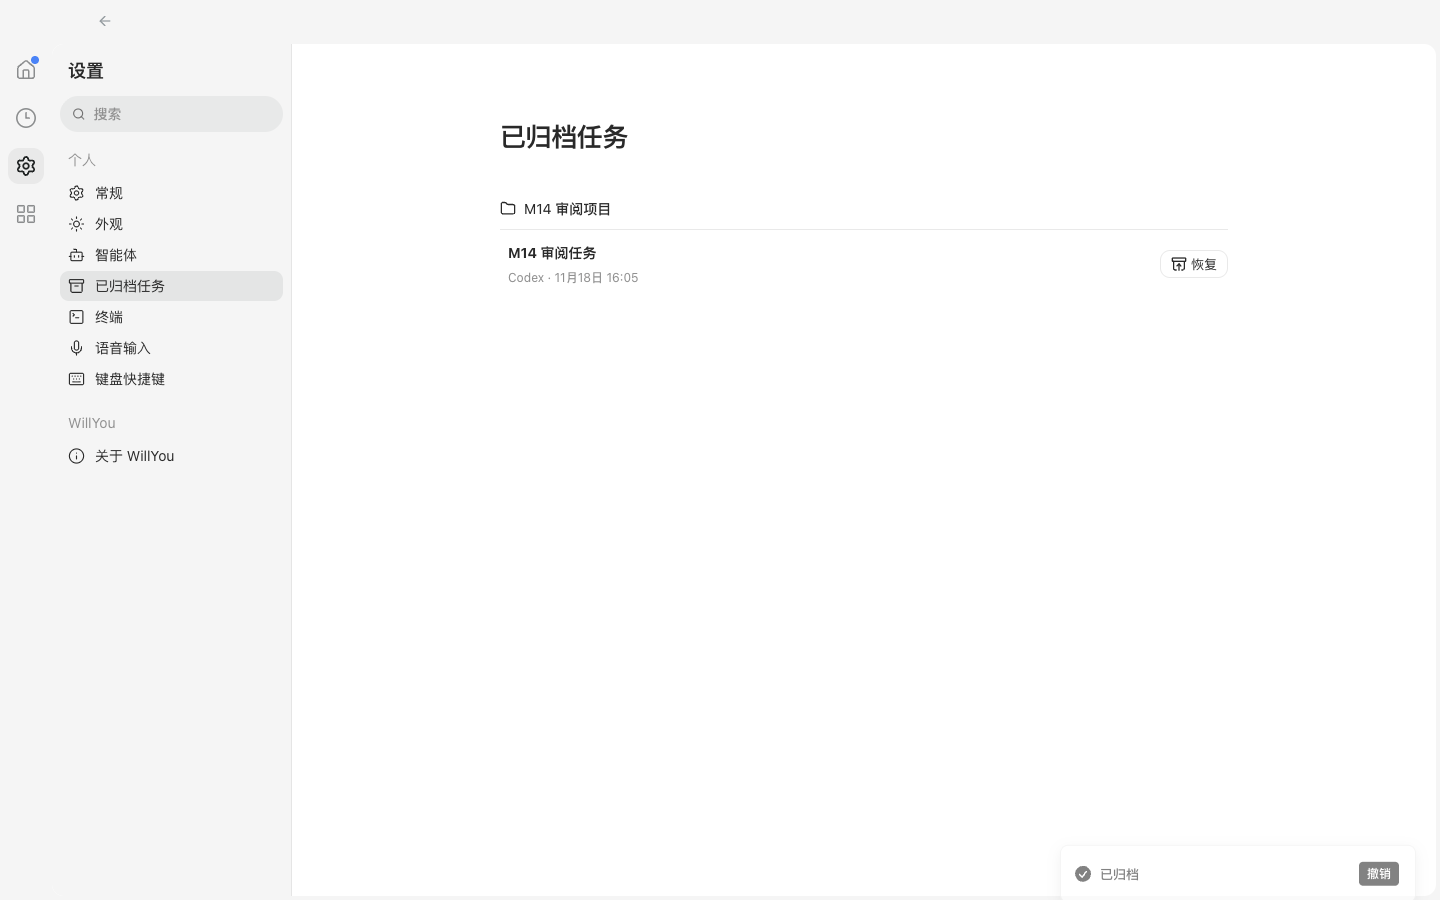 设置
搜索
个人
常规
外观
智能体
已归档任务
终端
语音输入
键盘快捷键
WillYou
关于 WillYou
已归档任务
M14 审阅项目
M14 审阅任务
Codex · 11月18日 16:05
恢复
已归档
撤销